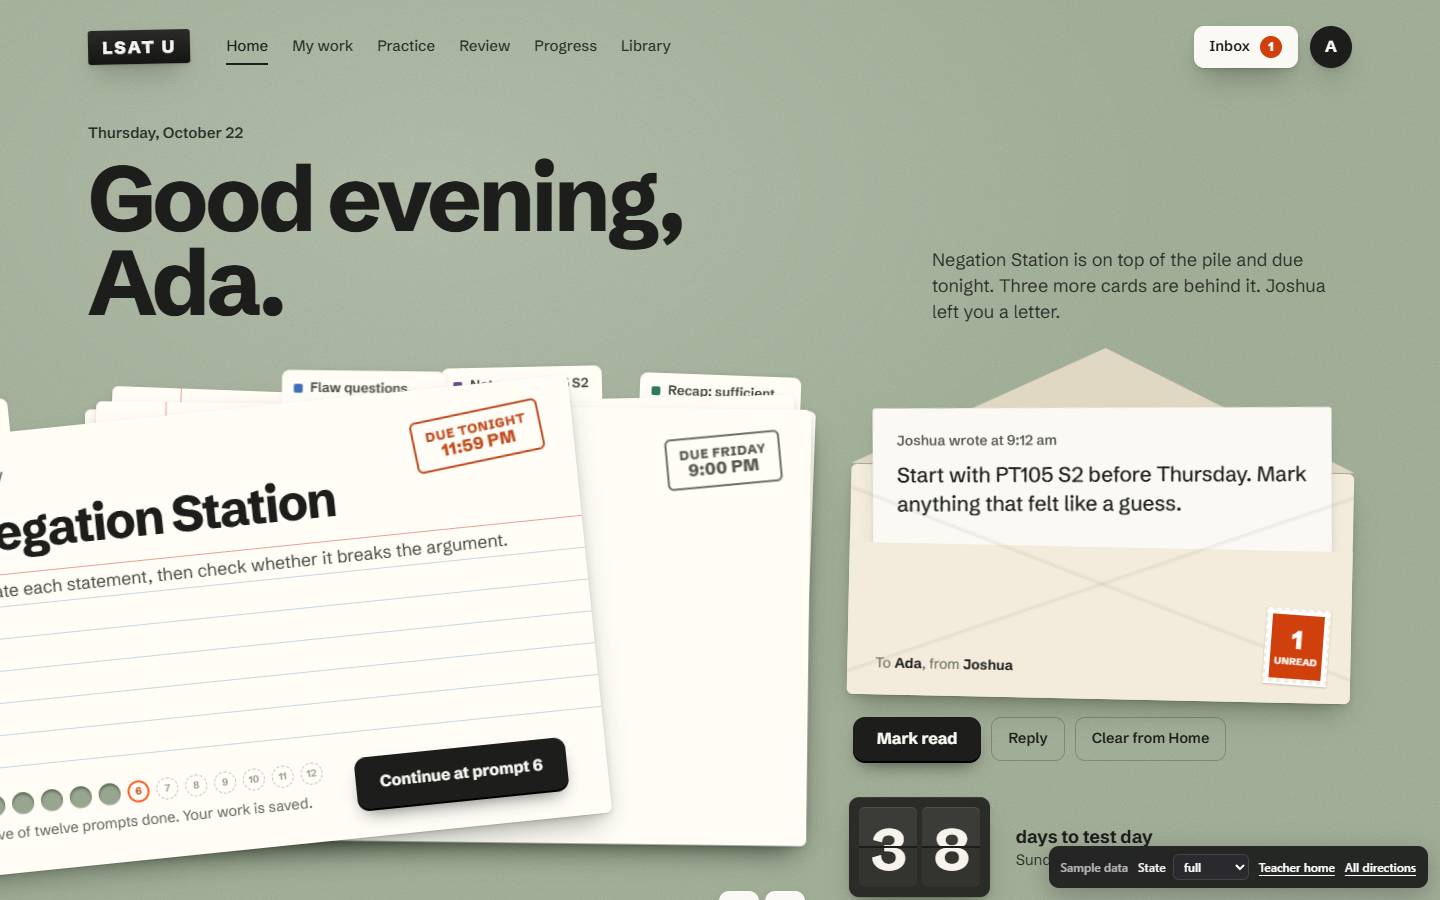 LSAT U
Home
My work
Practice
Review
Progress
Library
Inbox 1
A
Thursday, October 22
Good evening,
Ada.
Negation Station is on top of the pile and due
tonight. Three more cards are behind it. Joshua
left you a letter.
Flaw questions
S2
Recap: sufficient
DUE TONIGHT
11:59 PM
DUE FRIDAY
9:00 PM
egation Station
ate each statement, then check whether it breaks the argument.
6 7 8 9 10 11 12
ve of twelve prompts done. Your work is saved.
Continue at prompt 6
Joshua wrote at 9:12 am
Start with PT105 S2 before Thursday. Mark
anything that felt like a guess.
To Ada, from Joshua
1
UNREAD
Mark read
Reply
Clear from Home
38
days to test day
Sund
Sample data
State
full
Teacher home
All directions